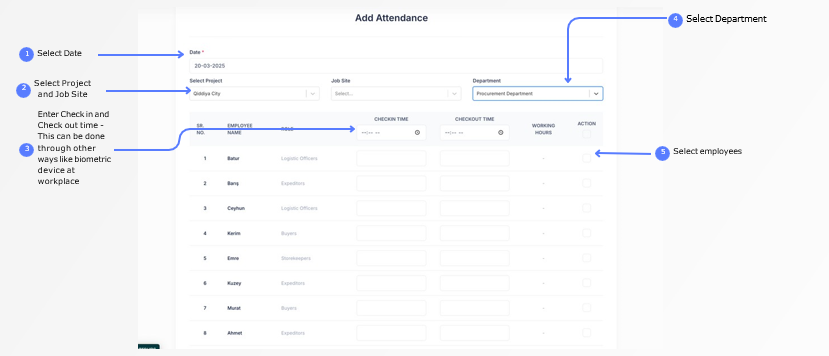 Add Attendance
1 Select Date
2 Select Project
and Job Site
3 Enter Check in and
Check out time -
This can be done
through other
ways like biometric
device at
workplace
4 Select Department
5 Select employees
Date *
20-03-2025
Select Project Job Site Department
Qiddiya City Select... Procurement Department
SR. NO. EMPLOYEE NAME CHECKIN TIME CHECKOUT TIME WORKING HOURS ACTION
--:-- -- --:-- --
1 Batur Logistic Officers -
2 Barış Expeditors -
3 Ceyhun Logistic Officers -
4 Kerim Buyers -
5 Emre Storekeepers -
6 Kuzey Expeditors -
7 Murat Buyers -
8 Ahmet Expeditors -